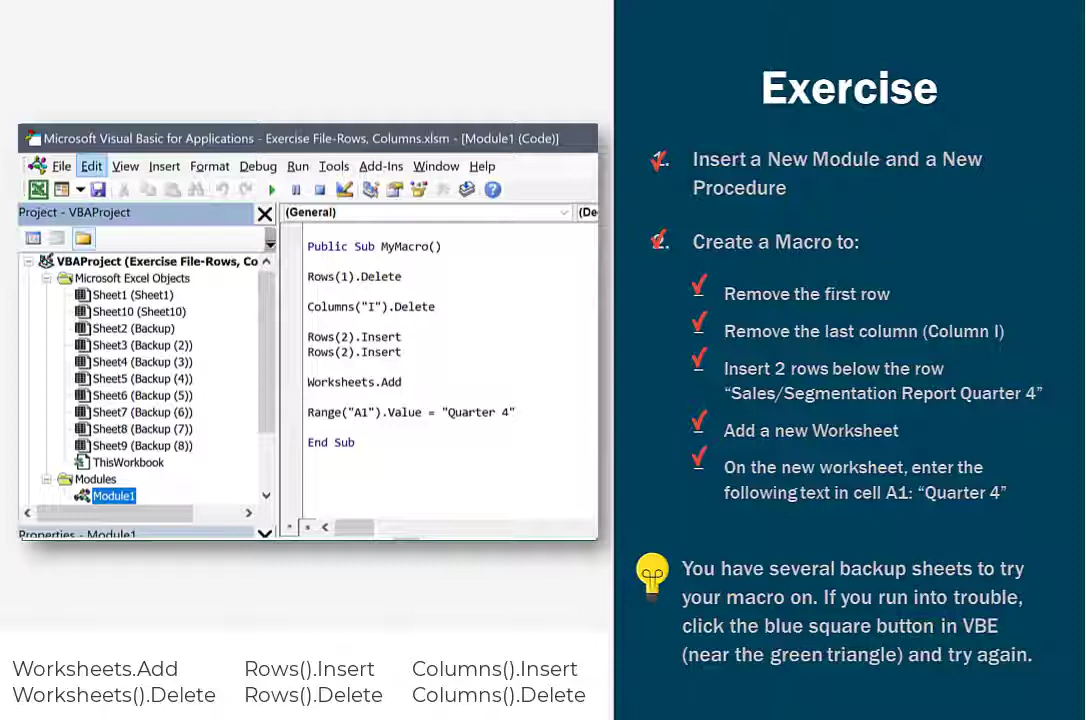 Microsoft Visual Basic for Applications - Exercise File-Rows, Columns.xlsm - [Module1 (Code)]
File Edit View Insert Format Debug Run Tools Add-Ins Window Help
Project - VBAProject
VBAProject (Exercise File-Rows, Co
Microsoft Excel Objects
Sheet1 (Sheet1)
Sheet10 (Sheet10)
Sheet2 (Backup)
Sheet3 (Backup (2))
Sheet4 (Backup (3))
Sheet5 (Backup (4))
Sheet6 (Backup (5))
Sheet7 (Backup (6))
Sheet8 (Backup (7))
Sheet9 (Backup (8))
ThisWorkbook
Modules
Module1
Properties - Module1
(General) (De
Public Sub MyMacro()
Rows(1).Delete
Columns("I").Delete
Rows(2).Insert
Rows(2).Insert
Worksheets.Add
Range("A1").Value = "Quarter 4"
End Sub
Worksheets.Add Rows().Insert Columns().Insert
Worksheets().Delete Rows().Delete Columns().Delete
Exercise
1. Insert a New Module and a New
Procedure
2. Create a Macro to:
Remove the first row
Remove the last column (Column I)
Insert 2 rows below the row
“Sales/Segmentation Report Quarter 4”
Add a new Worksheet
On the new worksheet, enter the
following text in cell A1: “Quarter 4”
You have several backup sheets to try
your macro on. If you run into trouble,
click the blue square button in VBE
(near the green triangle) and try again.